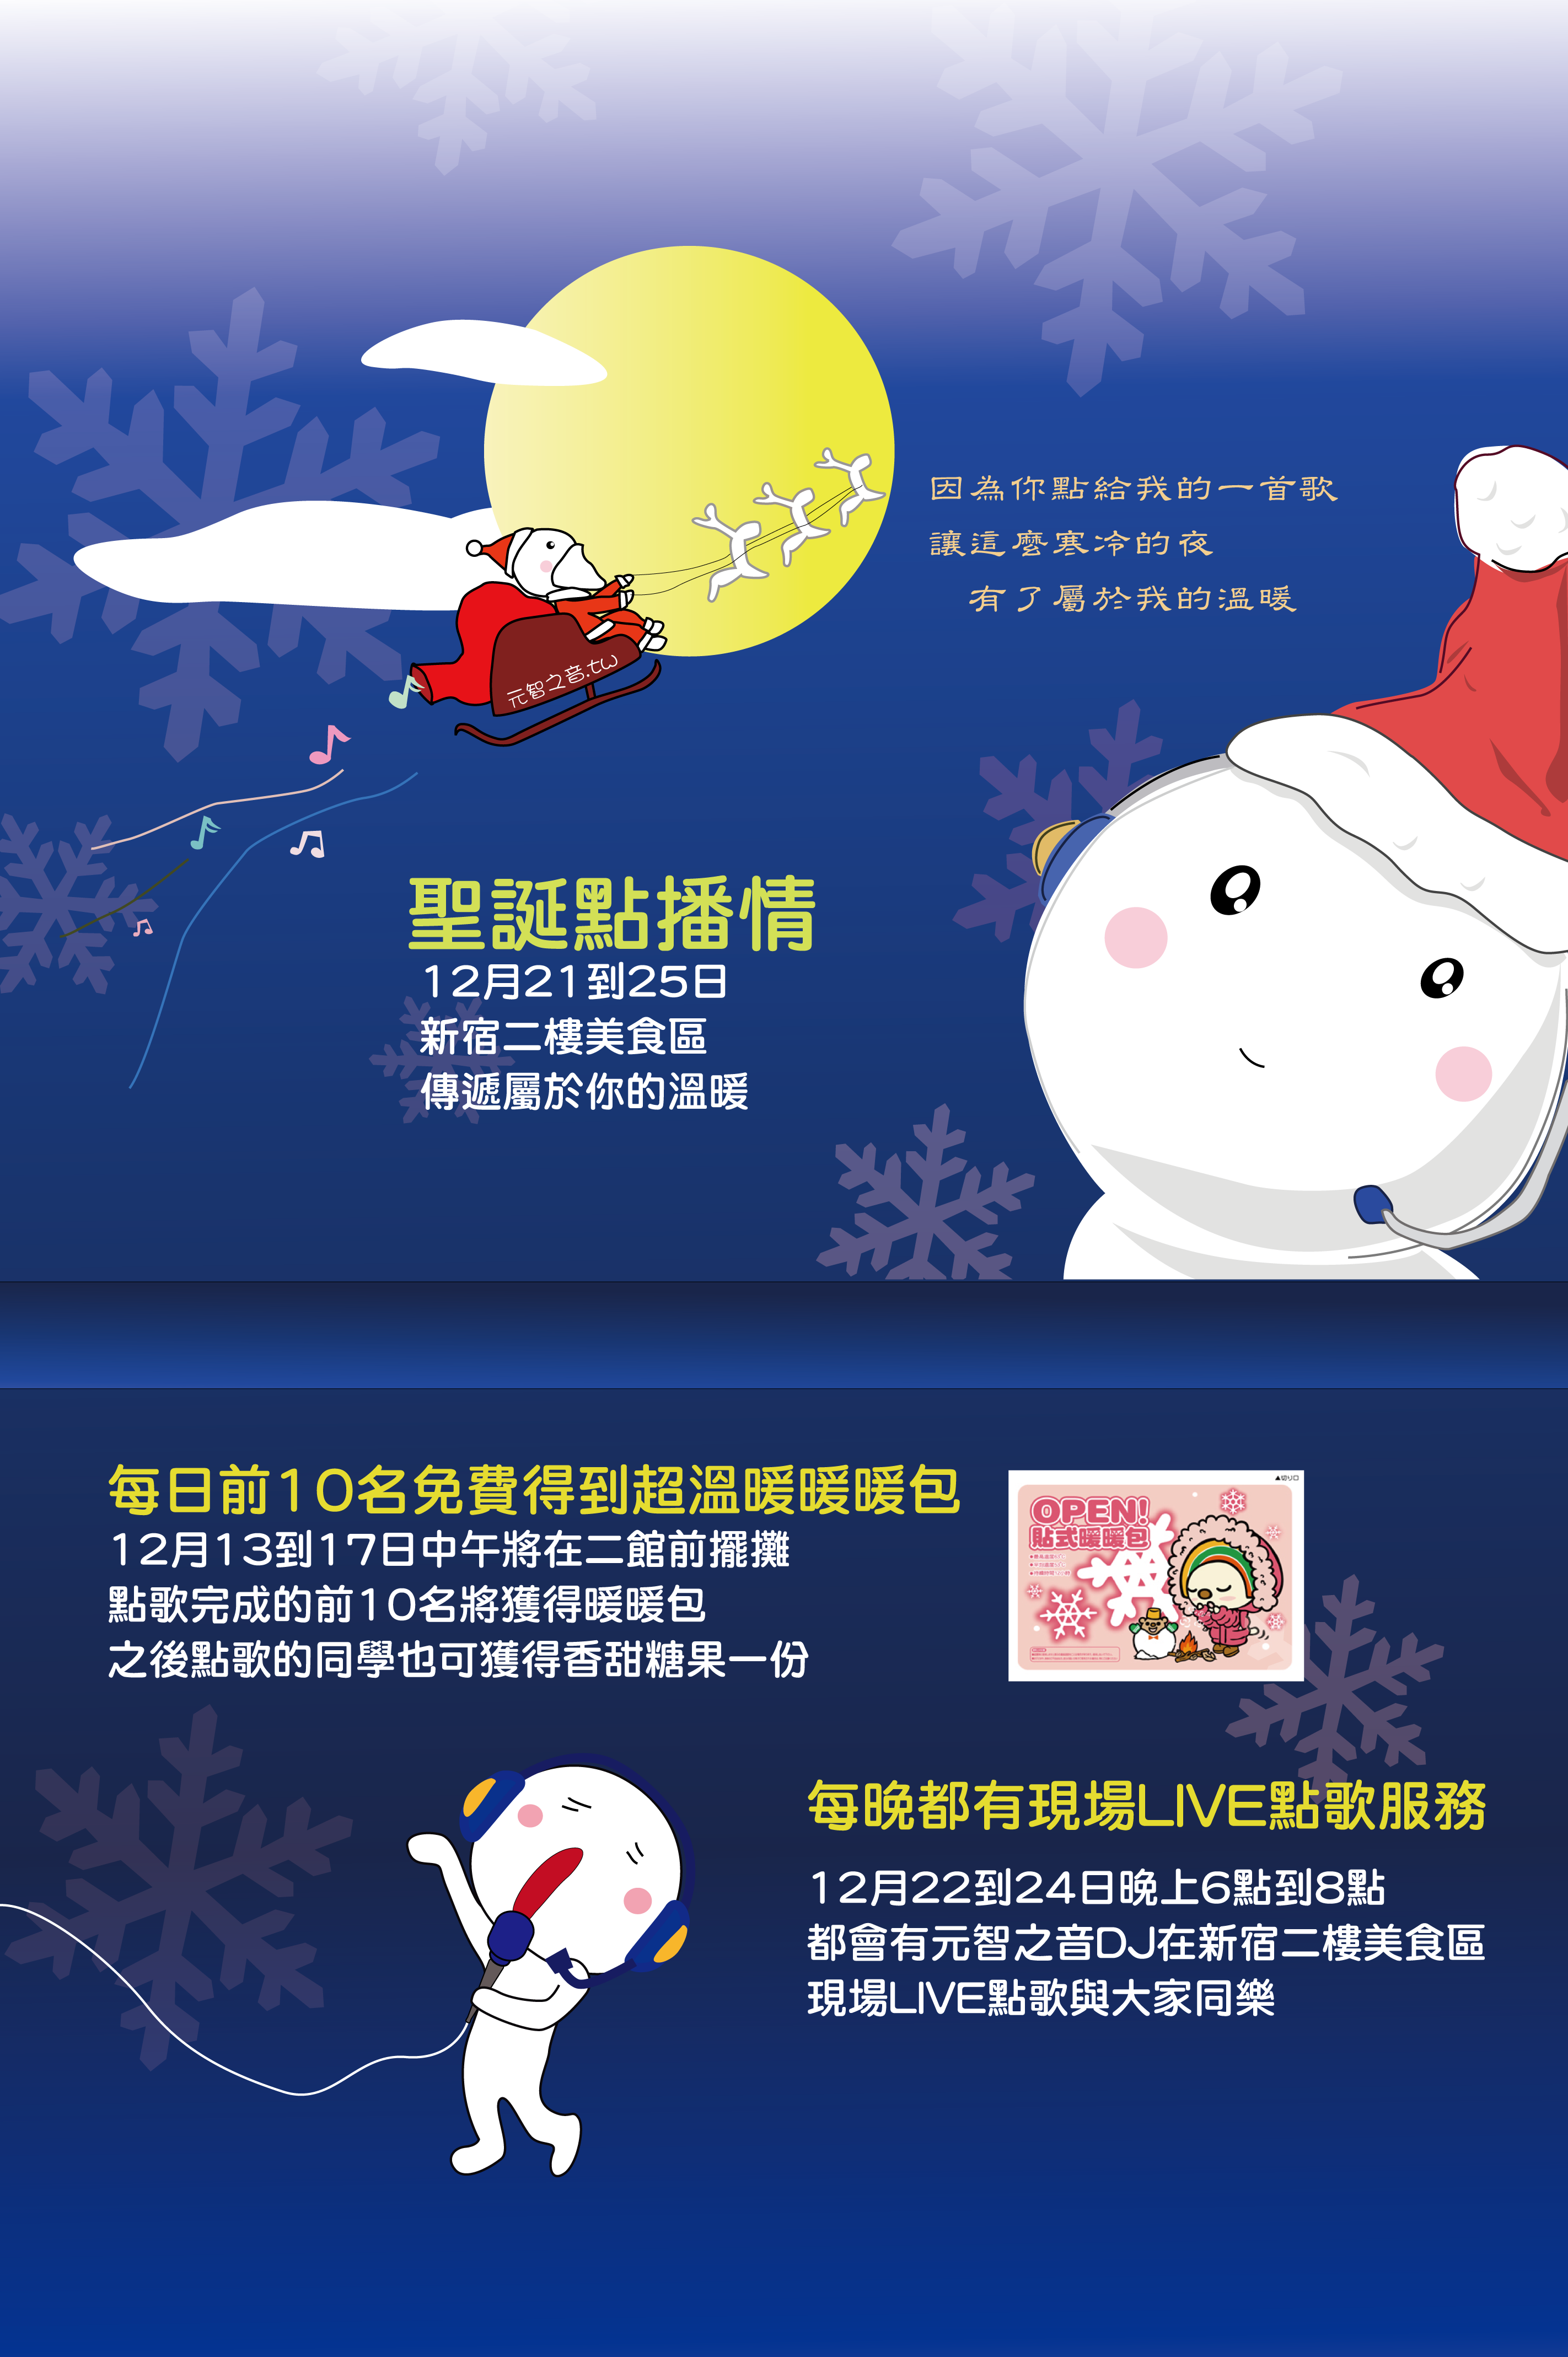 因為你點給我的一首歌
讓這麼寒冷的夜
有了屬於我的溫暖
元智之音.tw
聖誕點播情
12月21到25日
新宿二樓美食區
傳遞屬於你的溫暖
每日前10名免費得到超溫暖暖暖包
12月13到17日中午將在二館前擺攤
點歌完成的前10名將獲得暖暖包
之後點歌的同學也可獲得香甜糖果一份
▲切り口
OPEN!
貼式暖暖包
每晚都有現場LIVE點歌服務
12月22到24日晚上6點到8點
都會有元智之音DJ在新宿二樓美食區
現場LIVE點歌與大家同樂